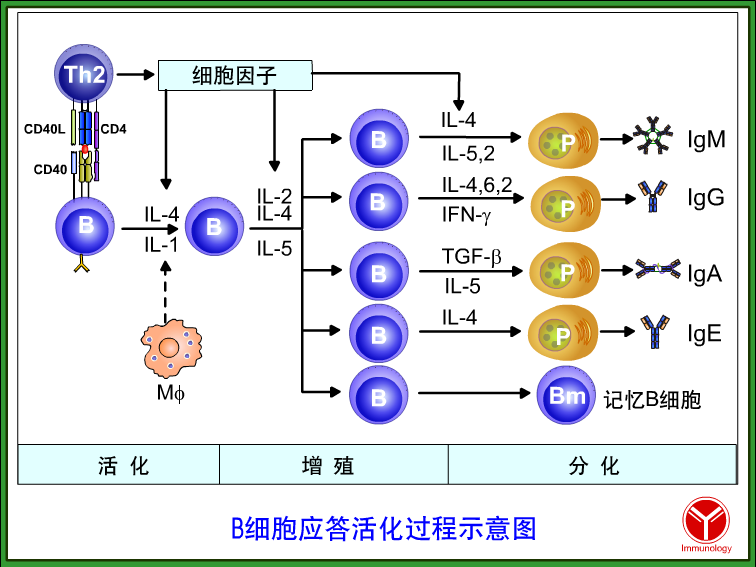 Th2
细胞因子
CD40L
CD4
CD40
B
IL-4
IL-1
B
IL-2
IL-4
IL-5
Mϕ
B
IL-4
IL-5,2
P
IgM
B
IL-4,6,2
IFN-γ
P
IgG
B
TGF-β
IL-5
P
IgA
B
IL-4
P
IgE
B
Bm
记忆B细胞
活 化
增 殖
分 化
B细胞应答活化过程示意图
Immunology